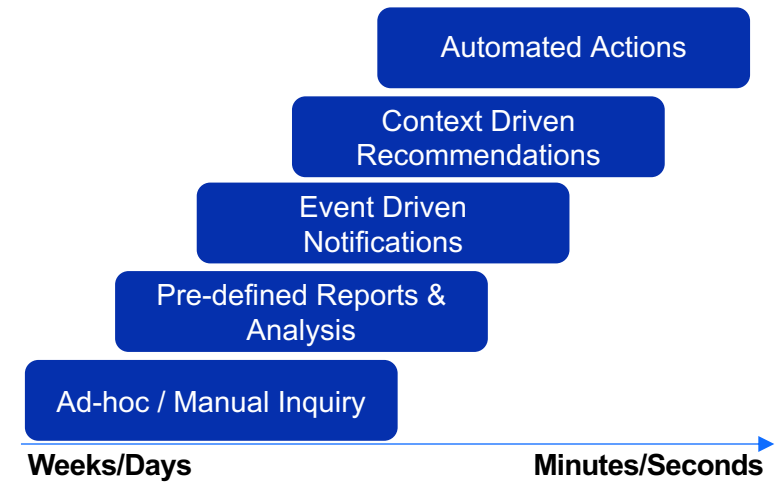 Automated Actions
Context Driven
Recommendations
Event Driven
Notifications
Pre-defined Reports &
Analysis
Ad-hoc / Manual Inquiry
Weeks/Days
Minutes/Seconds